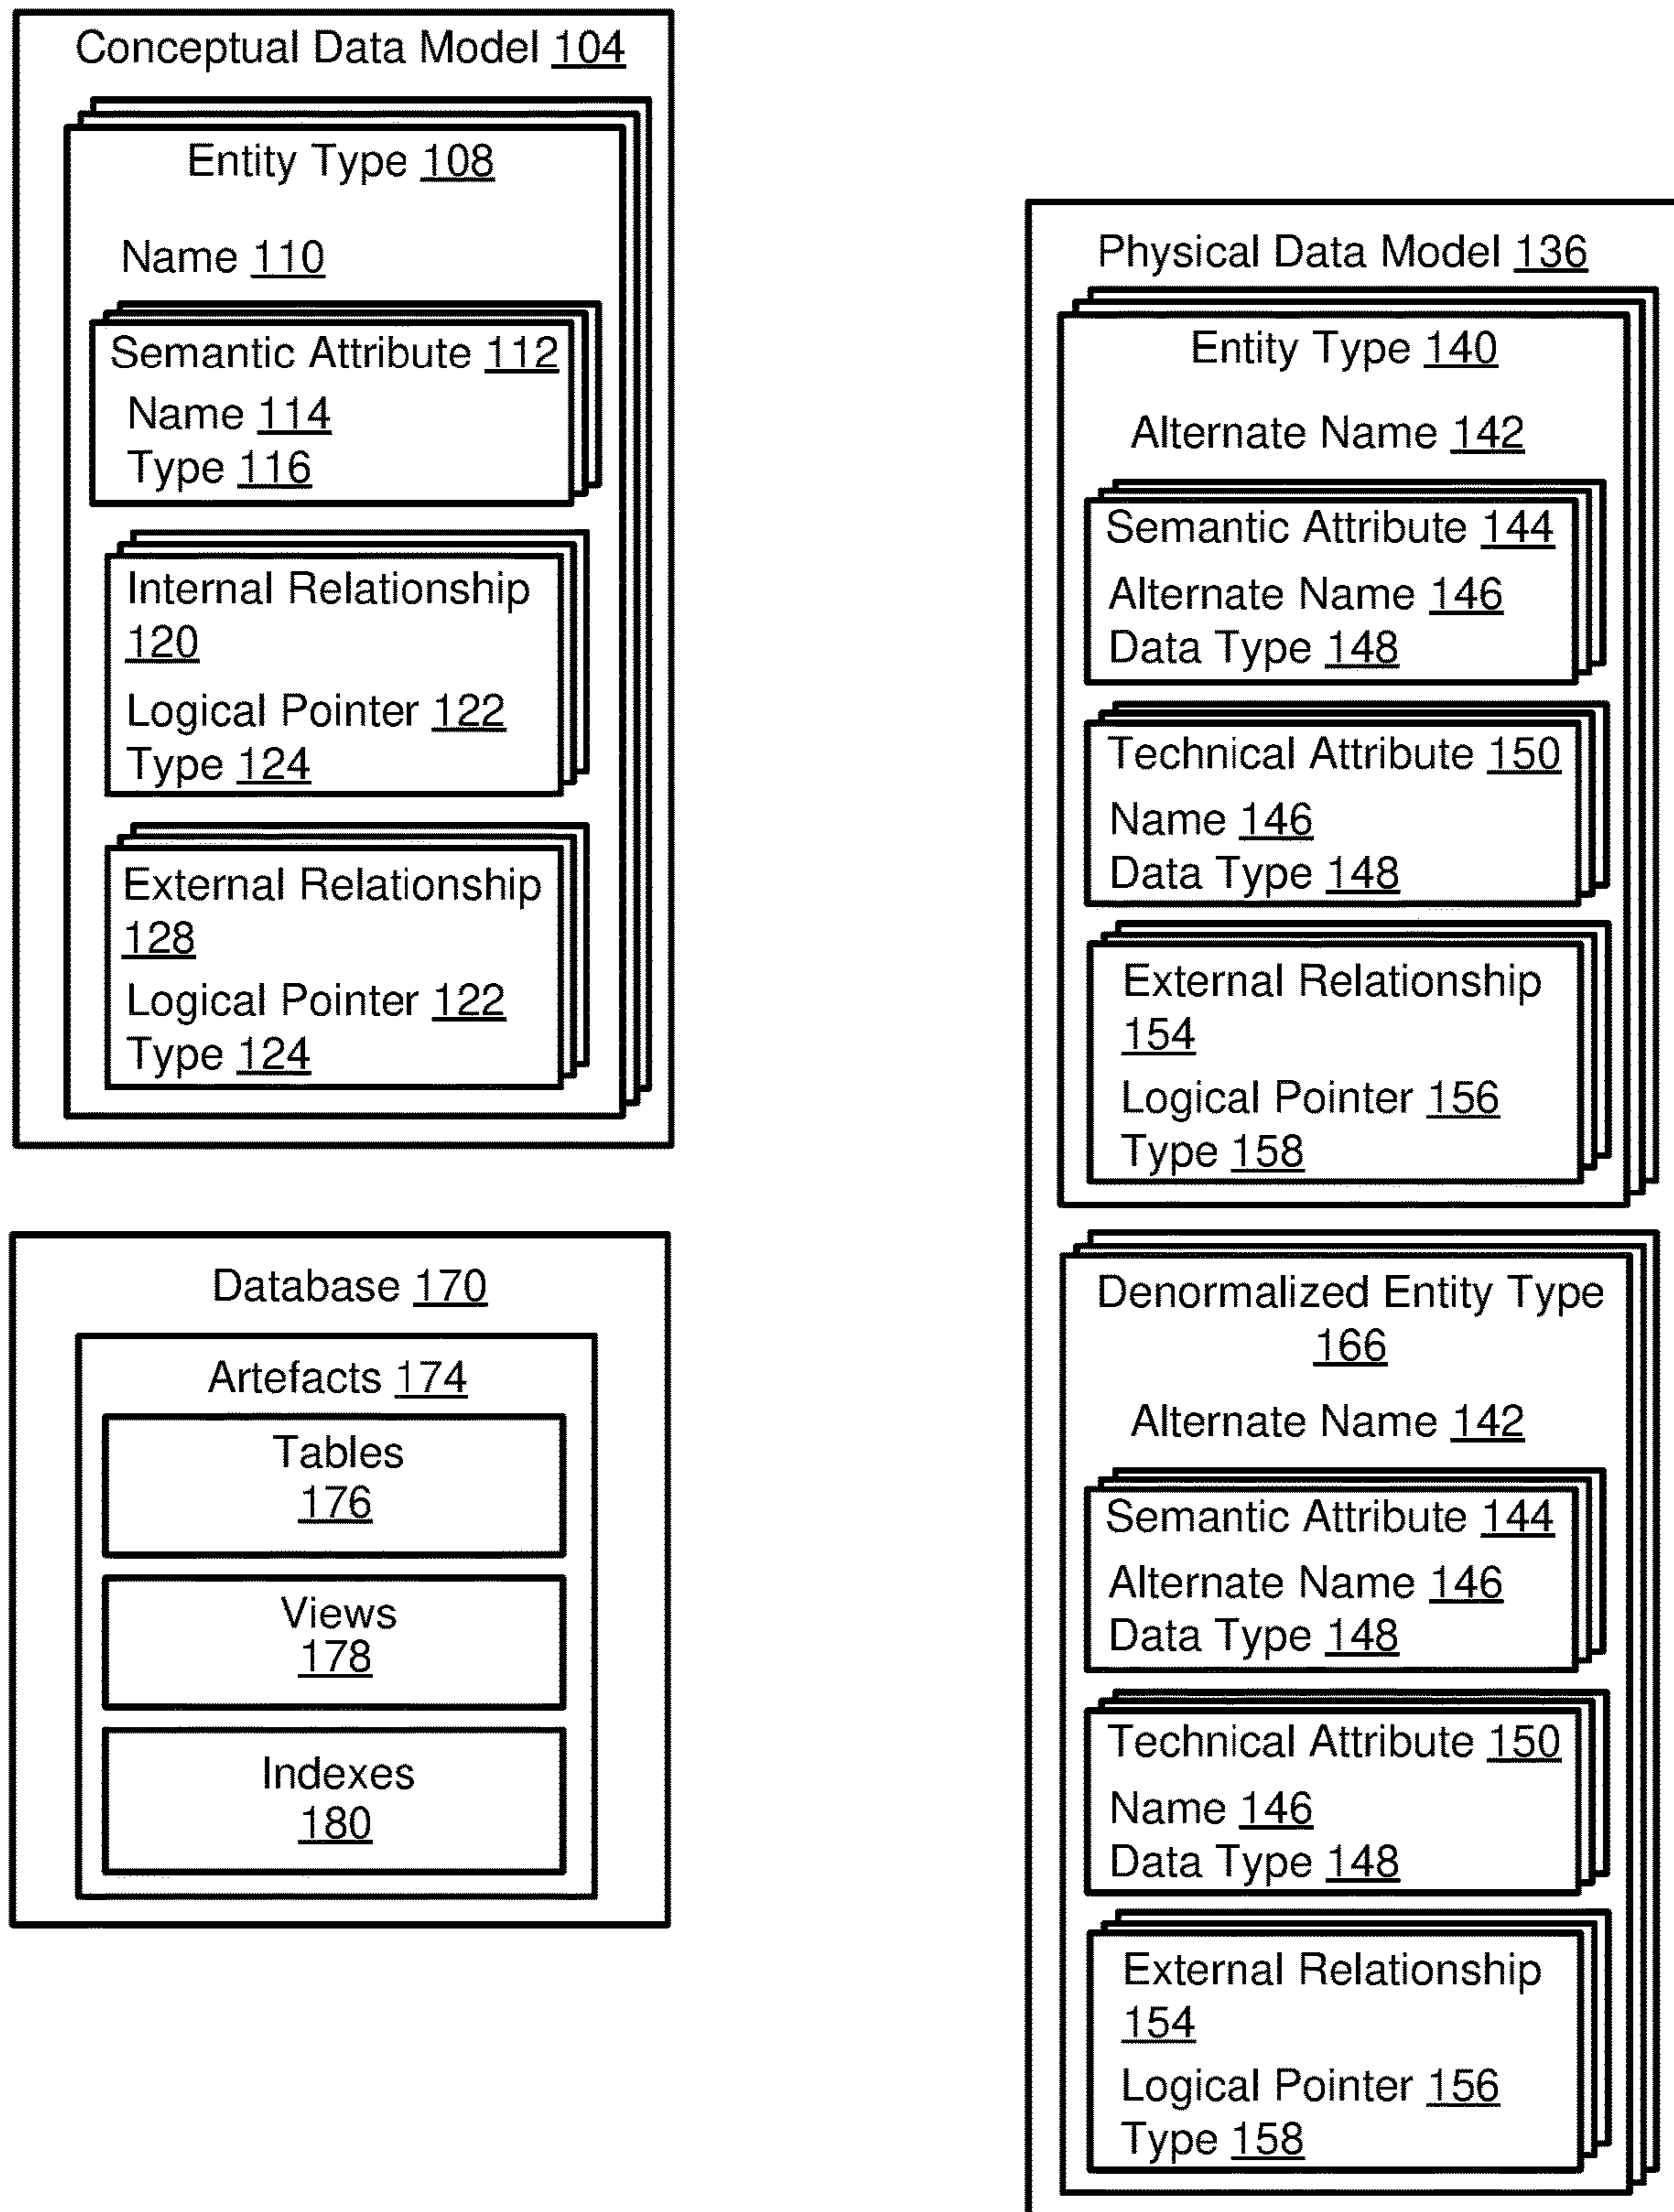 Conceptual Data Model 104
Entity Type 108
Name 110
Semantic Attribute 112
Name 114
Type 116
Internal Relationship
120
Logical Pointer 122
Type 124
External Relationship
128
Logical Pointer 122
Type 124
Database 170
Artefacts 174
Tables
176
Views
178
Indexes
180
Physical Data Model 136
Entity Type 140
Alternate Name 142
Semantic Attribute 144
Alternate Name 146
Data Type 148
Technical Attribute 150
Name 146
Data Type 148
External Relationship
154
Logical Pointer 156
Type 158
Denormalized Entity Type
166
Alternate Name 142
Semantic Attribute 144
Alternate Name 146
Data Type 148
Technical Attribute 150
Name 146
Data Type 148
External Relationship
154
Logical Pointer 156
Type 158